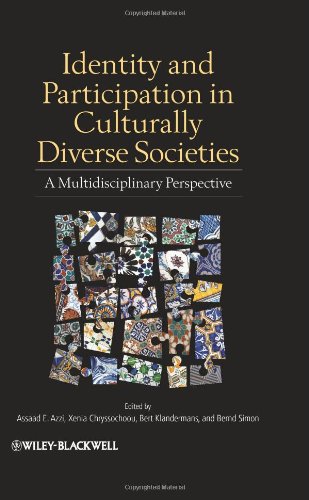 Identity and
Participation in
Culturally
Diverse Societies
A Multidisciplinary Perspective
Edited by
Assaad E. Azzi, Xenia Chryssochoou, Bert Klandermans, and Bernd Simon
WILEY-BLACKWELL